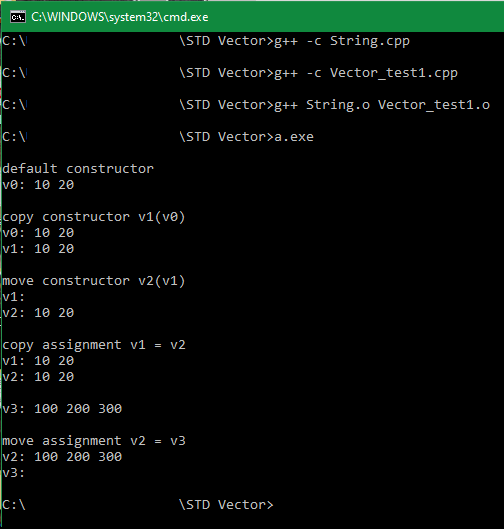 C:\WINDOWS\system32\cmd.exe
C:\ \STD Vector>g++ -c String.cpp
C:\ \STD Vector>g++ -c Vector_test1.cpp
C:\ \STD Vector>g++ String.o Vector_test1.o
C:\ \STD Vector>a.exe
default constructor
v0: 10 20
copy constructor v1(v0)
v0: 10 20
v1: 10 20
move constructor v2(v1)
v1:
v2: 10 20
copy assignment v1 = v2
v1: 10 20
v2: 10 20
v3: 100 200 300
move assignment v2 = v3
v2: 100 200 300
v3:
C:\ \STD Vector>